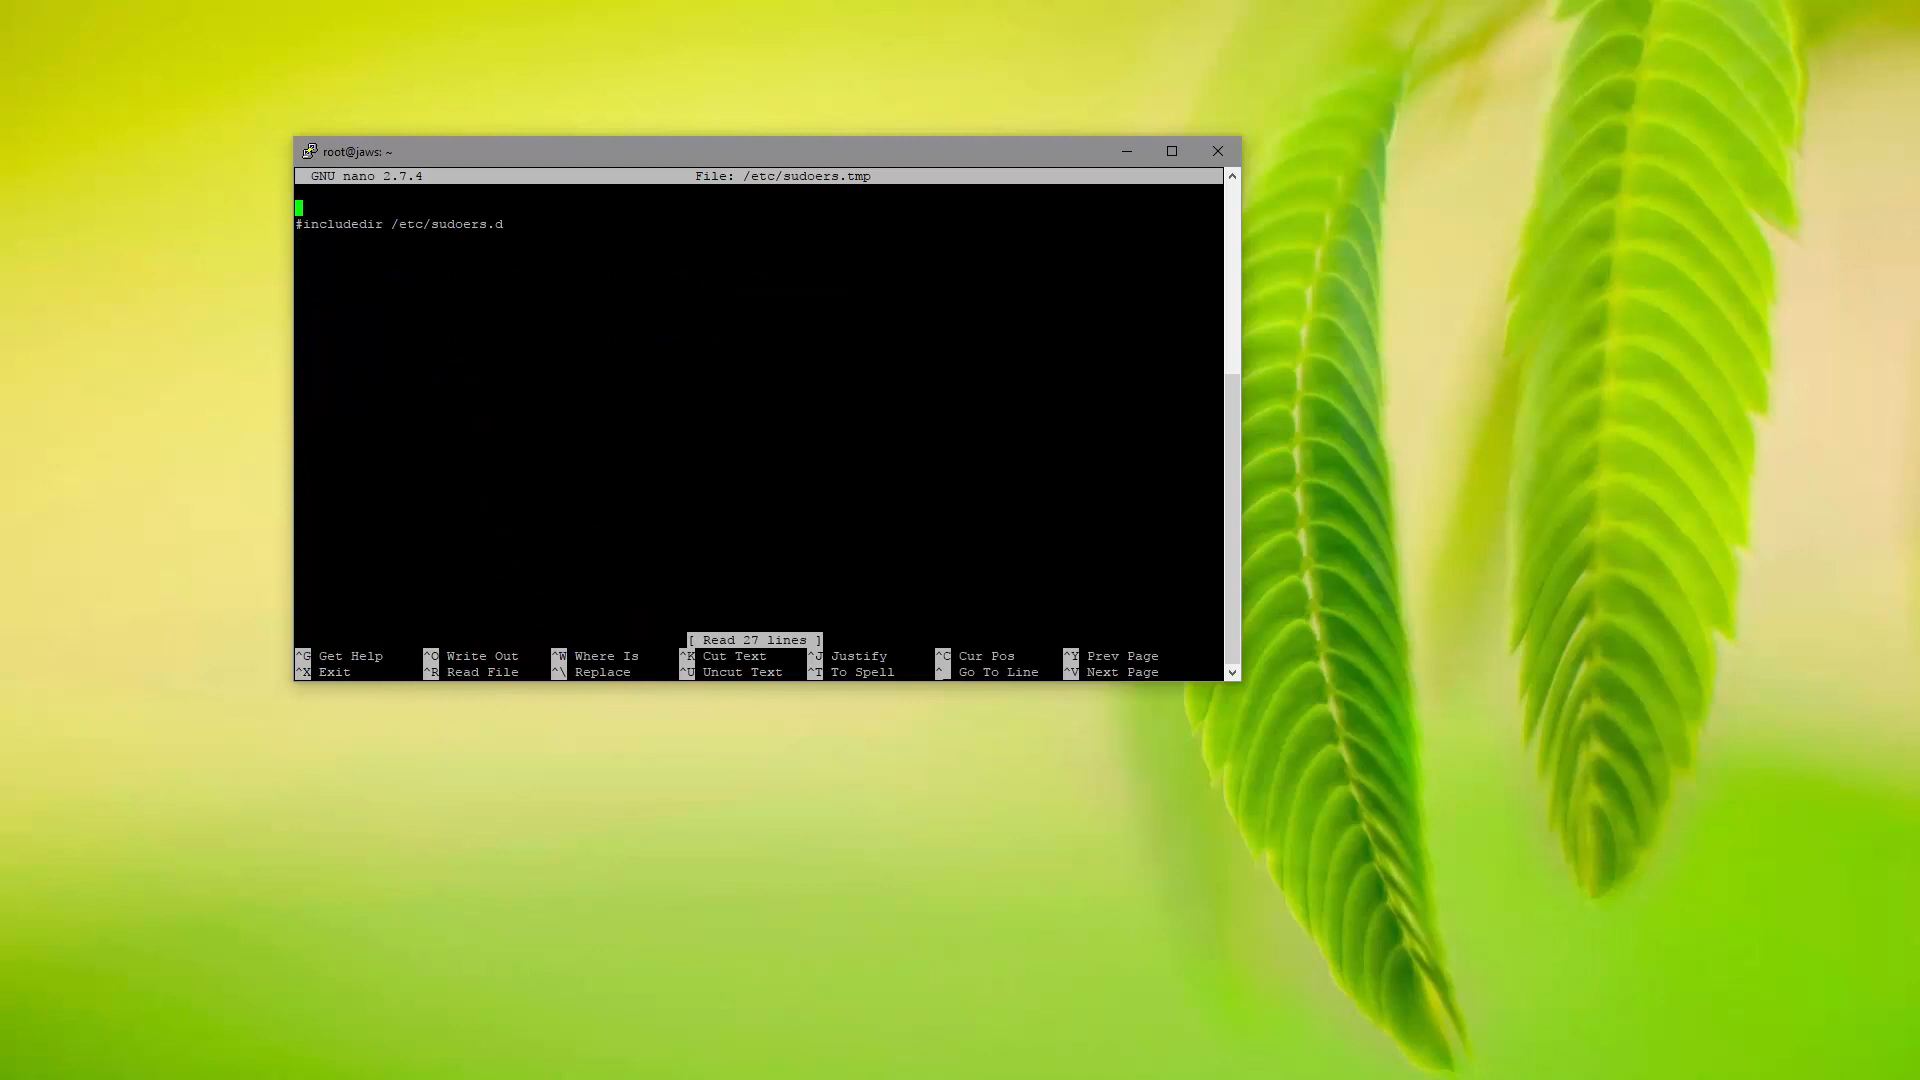 root@jaws: ~
GNU nano 2.7.4 File: /etc/sudoers.tmp
#includedir /etc/sudoers.d
[ Read 27 lines ]
^G Get Help ^O Write Out ^W Where Is ^K Cut Text ^J Justify ^C Cur Pos ^Y Prev Page
^X Exit ^R Read File ^\ Replace ^U Uncut Text ^T To Spell ^_ Go To Line ^V Next Page